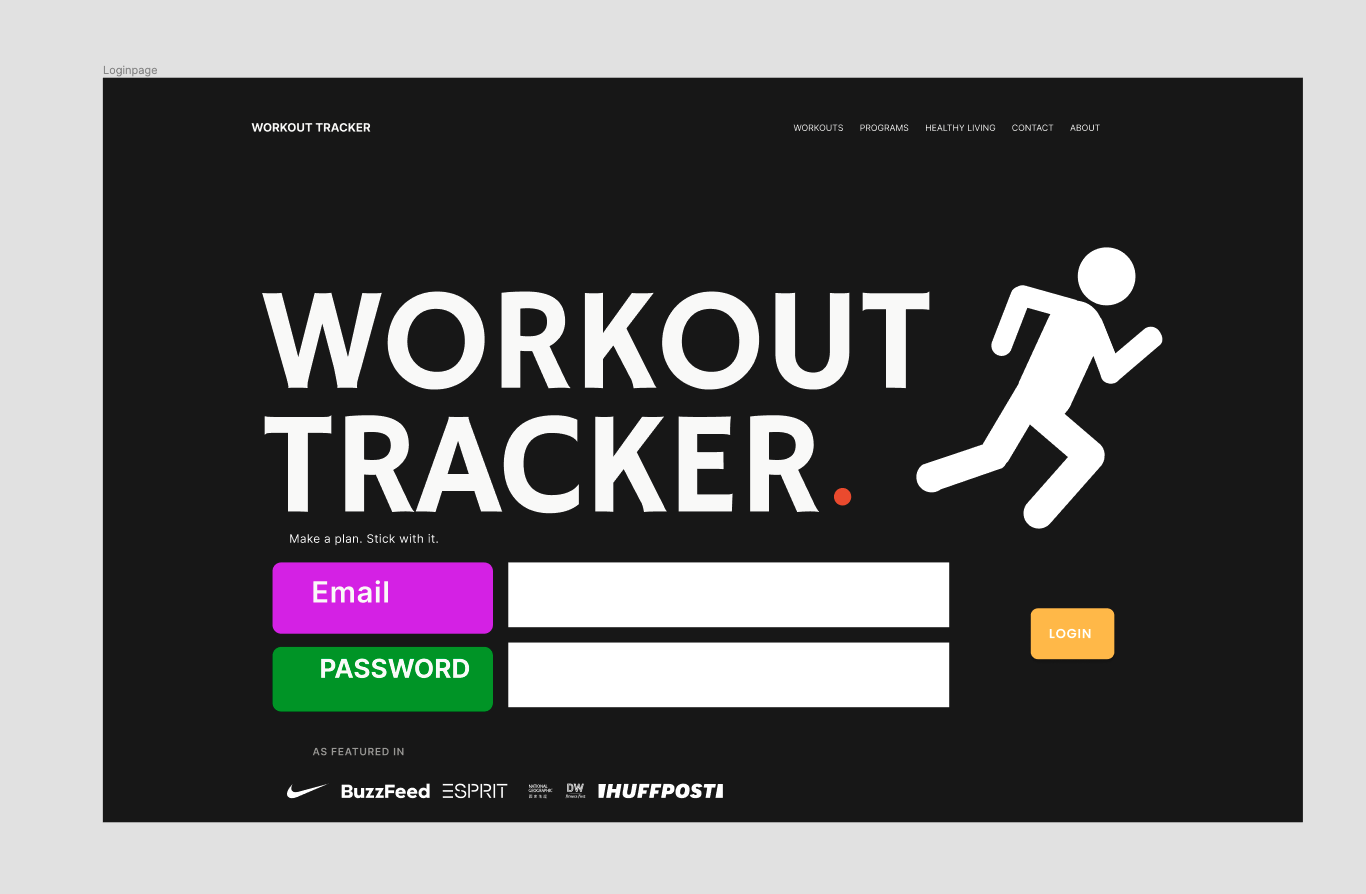 Loginpage
WORKOUT TRACKER
WORKOUTS PROGRAMS HEALTHY LIVING CONTACT ABOUT
WORKOUT
TRACKER.
Make a plan. Stick with it.
Email
PASSWORD
LOGIN
AS FEATURED IN
BuzzFeed ESPRIT NATIONAL GEOGRAPHIC DW HUFFPOST